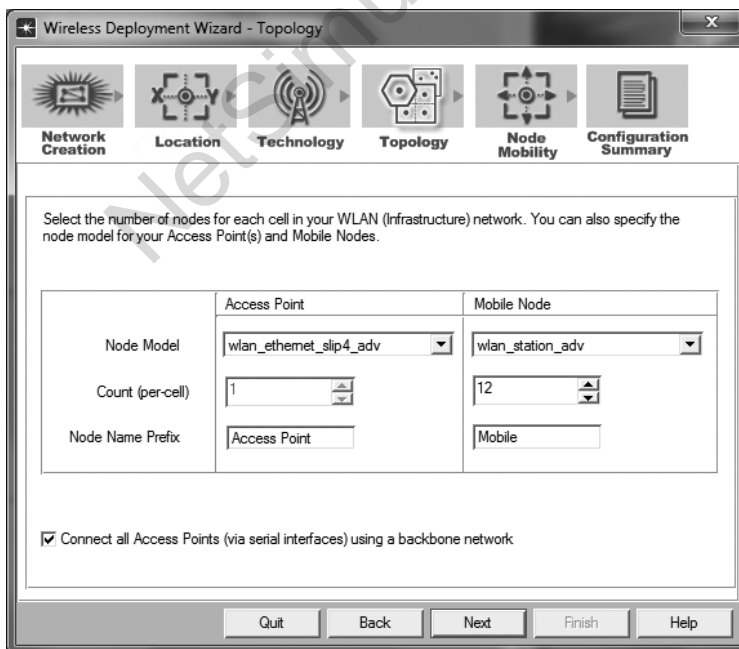 Wireless Deployment Wizard - Topology
x
X Y
Network Creation
Location
Technology
Topology
Node Mobility
Configuration Summary
Select the number of nodes for each cell in your WLAN (Infrastructure) network. You can also specify the
node model for your Access Point(s) and Mobile Nodes.
Access Point Mobile Node
Node Model wlan_ethernet_slip4_adv wlan_station_adv
Count (per-cell) 1 12
Node Name Prefix Access Point Mobile
Connect all Access Points (via serial interfaces) using a backbone network
Quit Back Next Finish Help